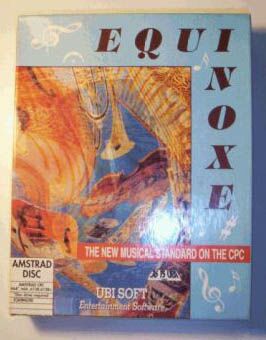 EQUINOXE
THE NEW MUSICAL STANDARD ON THE CPC
AMSTRAD
DISC
UBI SOFT
Entertainment Software